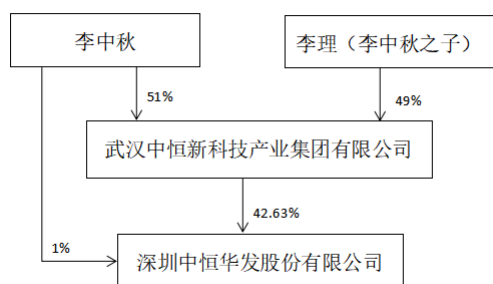 李中秋
李理（李中秋之子）
51%
49%
武汉中恒新科技产业集团有限公司
42.63%
1%
深圳中恒华发股份有限公司